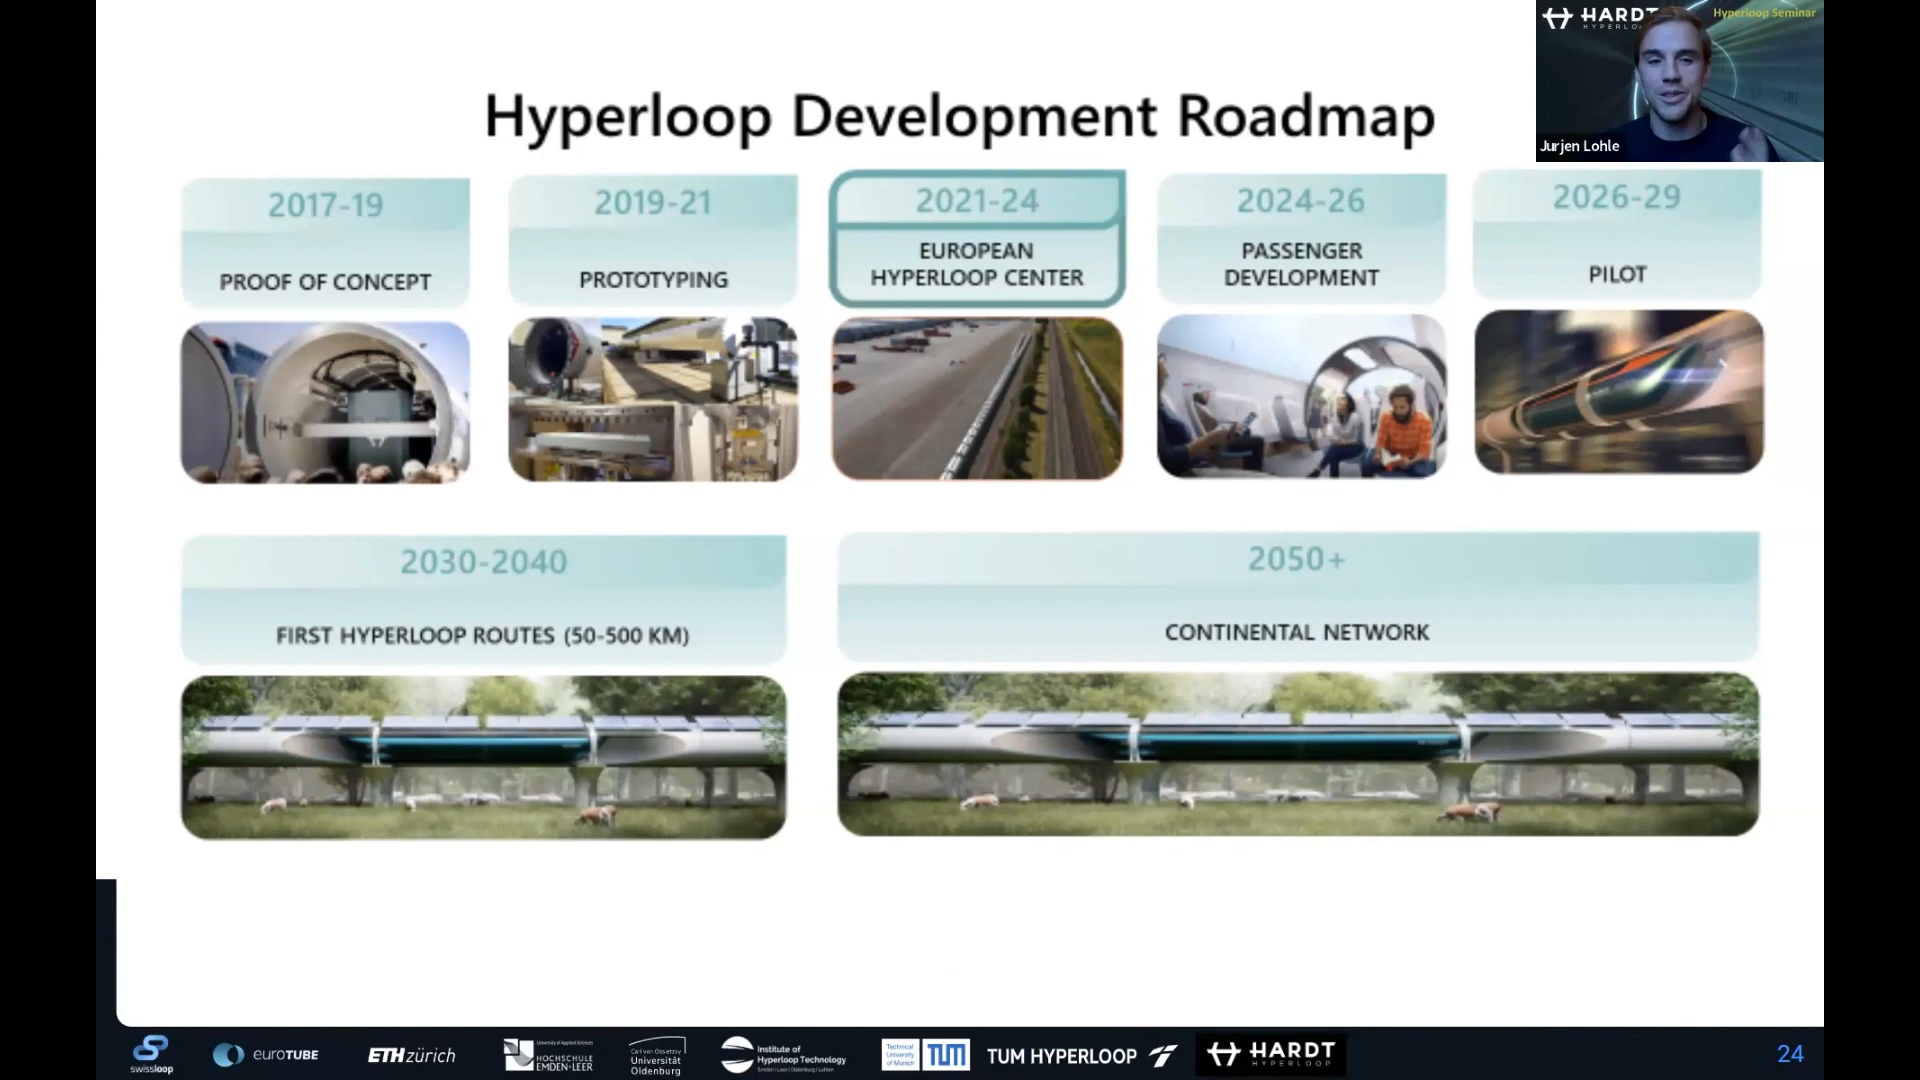 HARDT
Hyperloop Seminar
Jurjen Lohle
Hyperloop Development Roadmap
2017-19
PROOF OF CONCEPT
2019-21
PROTOTYPING
2021-24
EUROPEAN
HYPERLOOP CENTER
2024-26
PASSENGER
DEVELOPMENT
2026-29
PILOT
2030-2040
FIRST HYPERLOOP ROUTES (50-500 KM)
2050+
CONTINENTAL NETWORK
swissloop
euroTUBE
ETH zürich
University of Applied Sciences
HOCHSCHULE
EMDEN·LEER
Carl von Ossietzky
Universität
Oldenburg
Institute of
Hyperloop Technology
Emden | Leer | Oldenburg | Lathen
Technical
University
of Munich
TUM
TUM HYPERLOOP
HARDT
HYPERLOOP
24